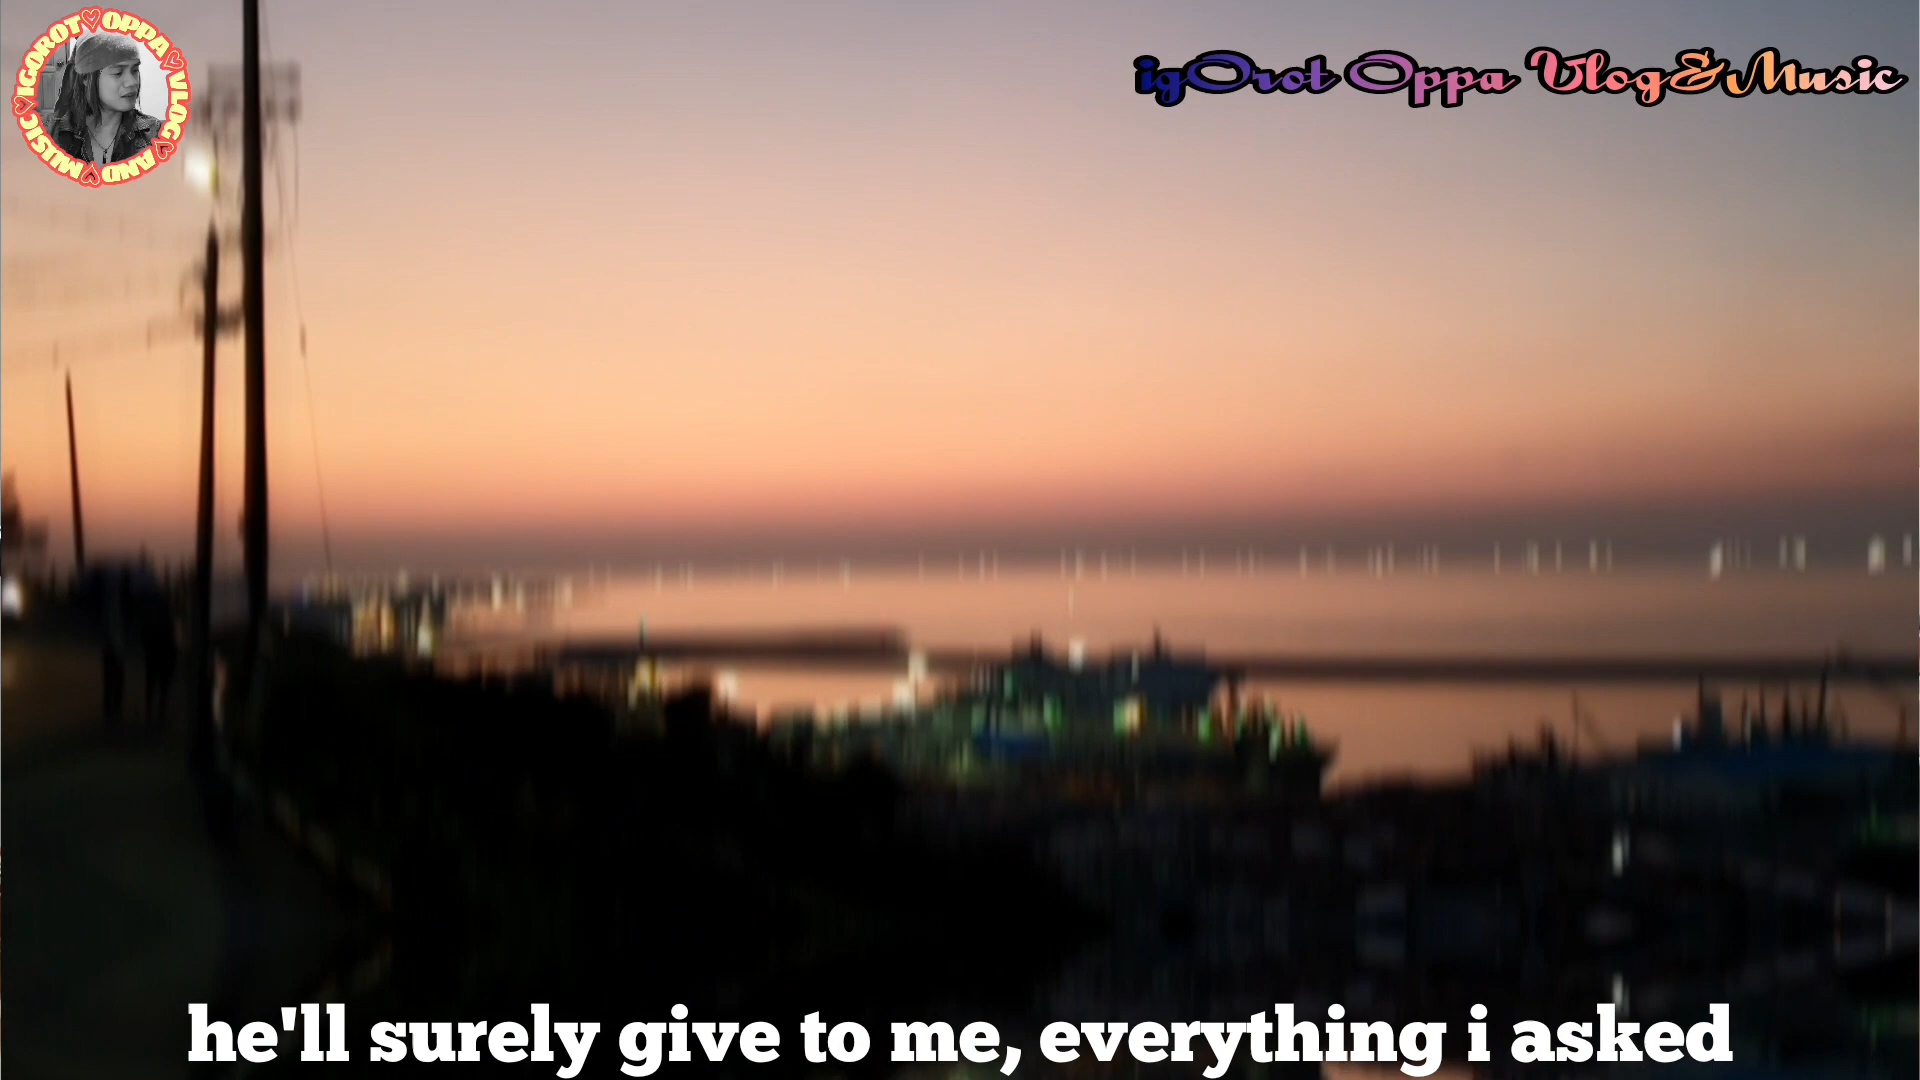 IGOROT OPPA VLOG AND MUSIC
igOrot Oppa Vlog&Music
he'll surely give to me, everything i asked